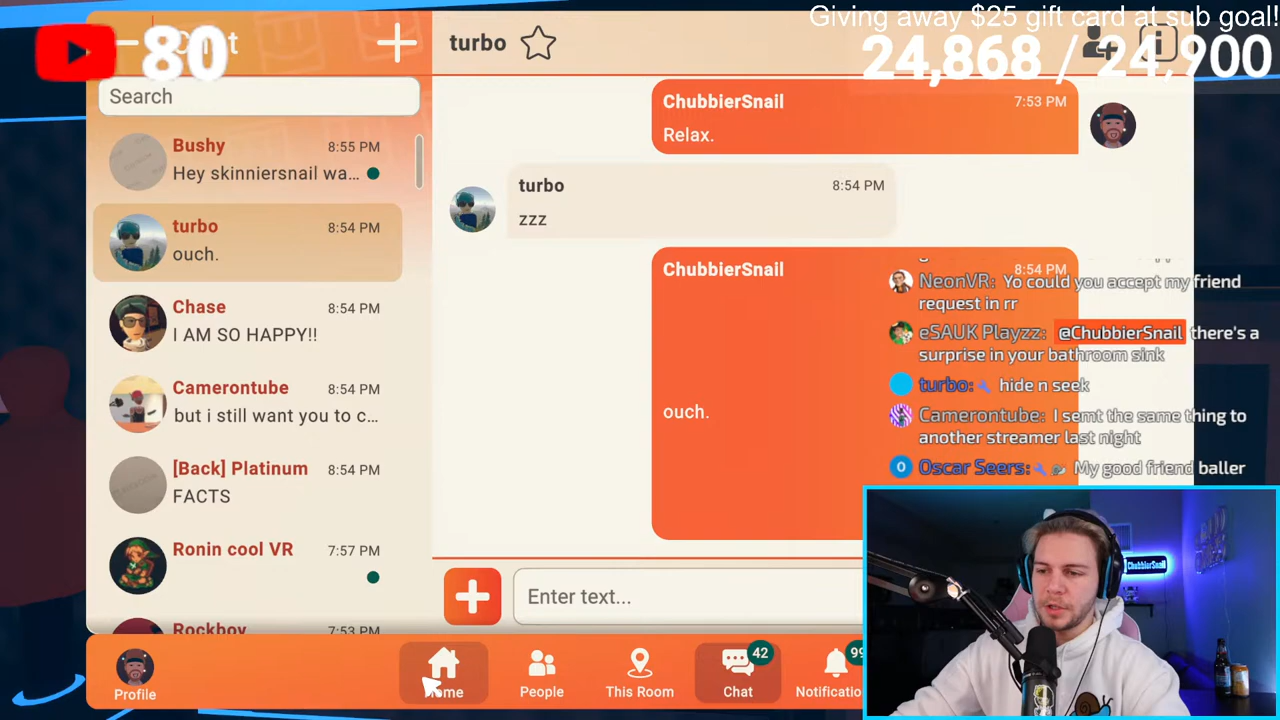 Giving away $25 gift card at sub goal!
80
24,868 / 24,900
turbo
Search
Bushy 8:55 PM
Hey skinniersnail wa...
turbo 8:54 PM
ouch.
Chase 8:54 PM
I AM SO HAPPY!!
Camerontube 8:54 PM
but i still want you to c...
[Back] Platinum 8:54 PM
FACTS
Ronin cool VR 7:57 PM
Rockboy 7:53 PM
ChubbierSnail 7:53 PM
Relax.
turbo 8:54 PM
zzz
ChubbierSnail 8:54 PM
ouch.
NeonVR: Yo could you accept my friend
request in rr
eSAUK Playzz: @ChubbierSnail there's a
surprise in your bathroom sink
turbo: hide n seek
Camerontube: I semt the same thing to
another streamer last night
Oscar Seers: My good friend baller
Enter text...
ChubbierSnail
Profile
Home
People
This Room
Chat 42
Notificatio 99